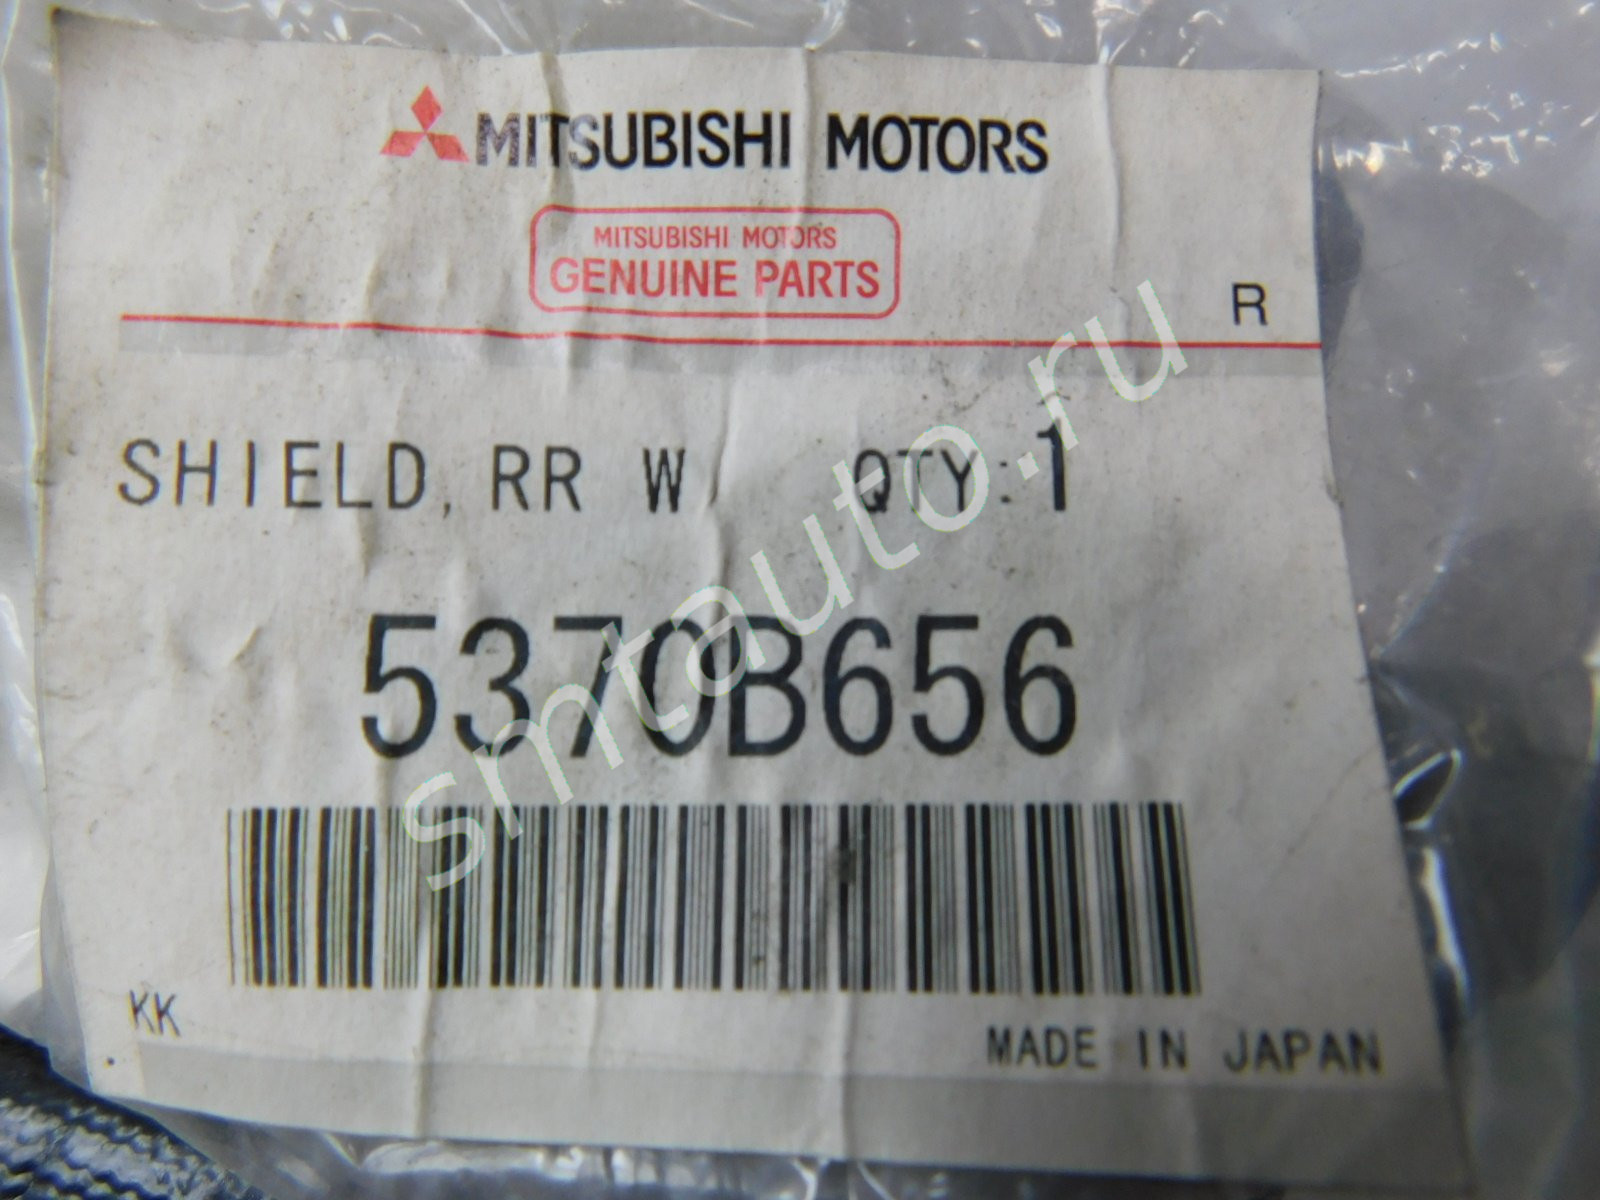 MITSUBISHI MOTORS
MITSUBISHI MOTORS
GENUINE PARTS
R
SHIELD, RR W QTY: 1
5370B656
smtauto.ru
KK
MADE IN JAPAN